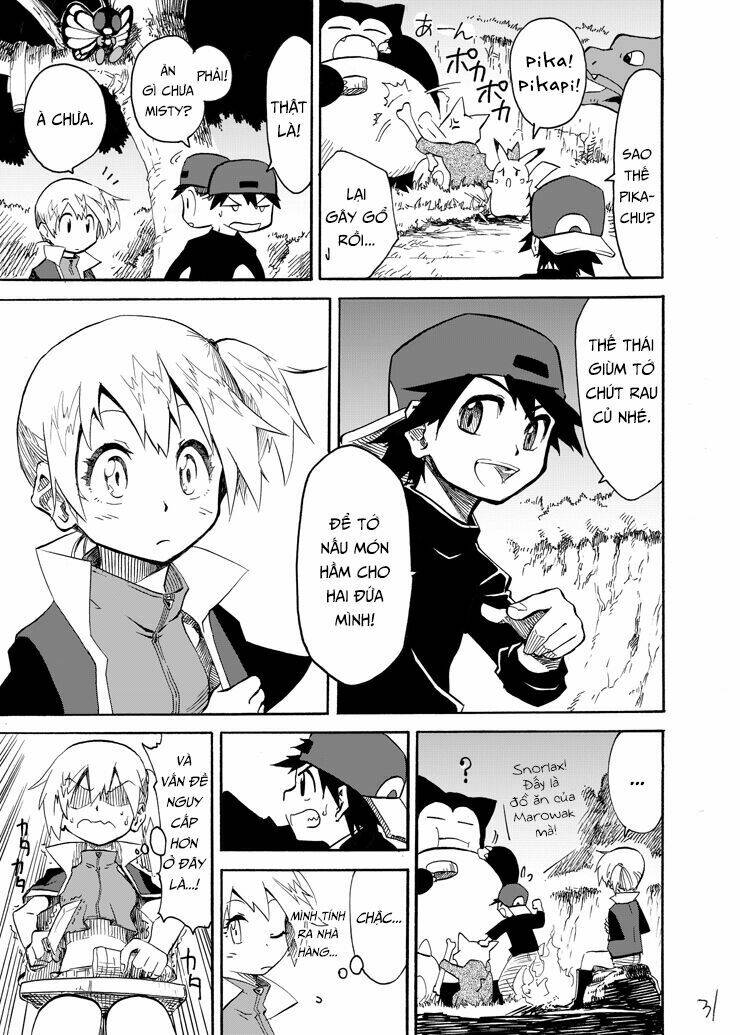 Pika!
Pikapi!
SAO THẾ
PIKA-
CHU?
あーん
ポカ
ポカ
LẠI
GÂY GỔ
RỒI...
THẬT
LÀ!
PHẢI!
ĂN
GÌ CHƯA
MISTY?
À CHƯA.
THẾ THÁI
GIÙM TỚ
CHÚT RAU
CỦ NHÉ.
ĐỂ TỚ
NẤU MÓN
HẦM CHO
HAI ĐỨA
MÌNH!
...
Snorlax!
Đấy là
đồ ăn của
Marowak
mà!
?
CHẬC...
MÌNH TÍNH
RA NHÀ
HÀNG...
VÀ
VẤN ĐỀ
NGUY
CẤP HƠN
Ở ĐÂY
LÀ...!
カタ
カタ
31